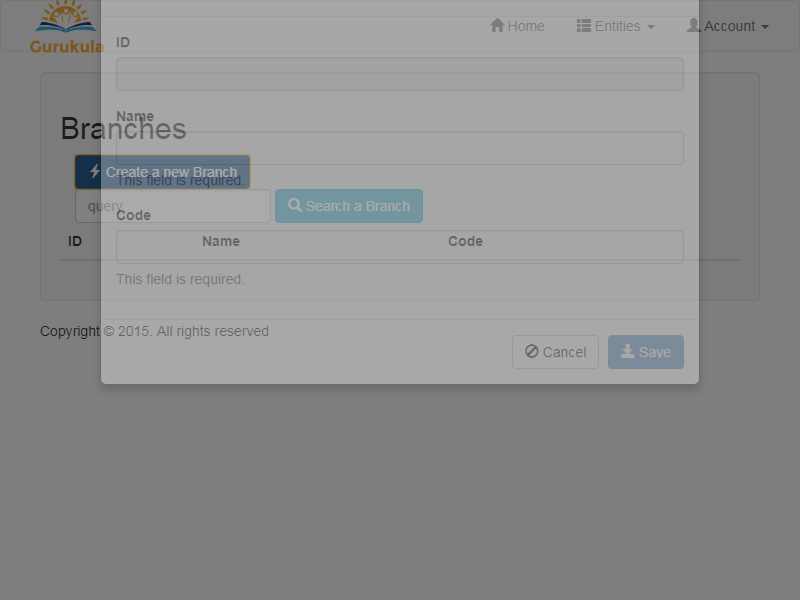 Gurukula
Home
Entities
Account
ID
Name
Branches
Create a new Branch
This field is required.
query
Search a Branch
Code
ID Name Code
This field is required.
Copyright © 2015. All rights reserved
Cancel
Save